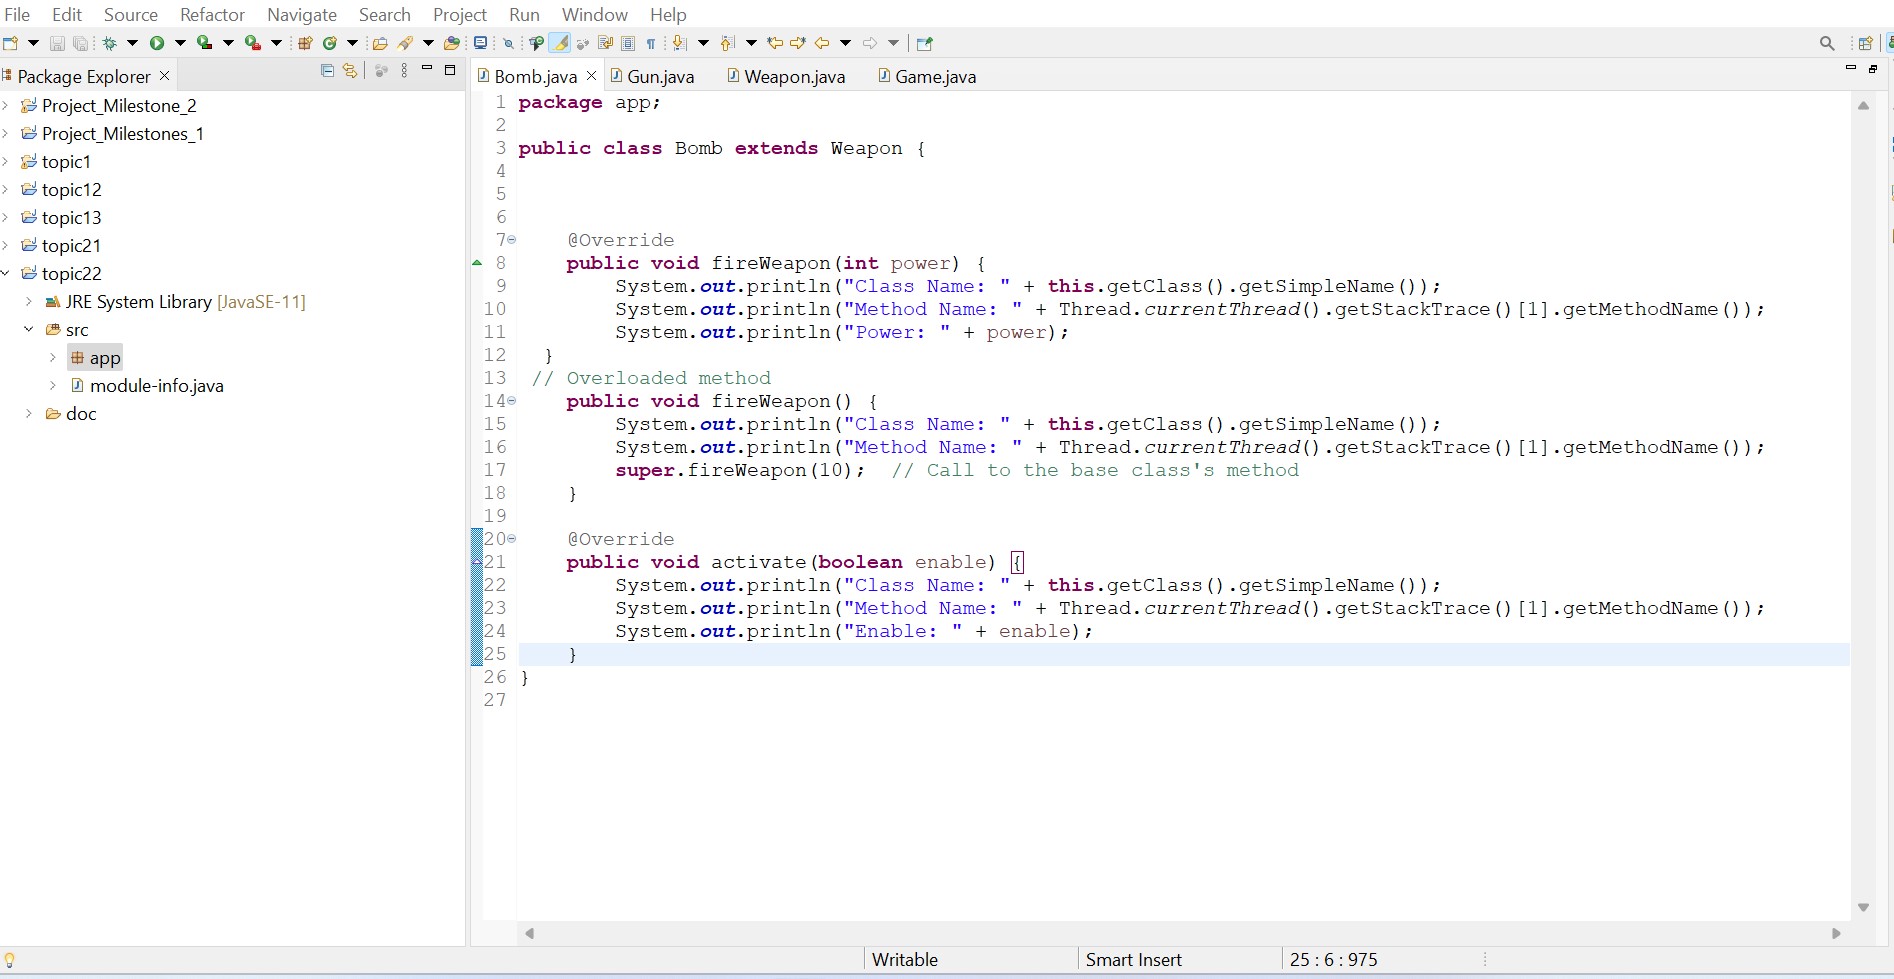 File Edit Source Refactor Navigate Search Project Run Window Help
Package Explorer
Project_Milestone_2
Project_Milestones_1
topic1
topic12
topic13
topic21
topic22
JRE System Library [JavaSE-11]
src
app
module-info.java
doc
Bomb.java Gun.java Weapon.java Game.java
1 package app;
2
3 public class Bomb extends Weapon {
4
5
6
7 @Override
8 public void fireWeapon(int power) {
9 System.out.println("Class Name: " + this.getClass().getSimpleName());
10 System.out.println("Method Name: " + Thread.currentThread().getStackTrace()[1].getMethodName());
11 System.out.println("Power: " + power);
12 }
13 // Overloaded method
14 public void fireWeapon() {
15 System.out.println("Class Name: " + this.getClass().getSimpleName());
16 System.out.println("Method Name: " + Thread.currentThread().getStackTrace()[1].getMethodName());
17 super.fireWeapon(10); // Call to the base class's method
18 }
19
20 @Override
21 public void activate(boolean enable) {
22 System.out.println("Class Name: " + this.getClass().getSimpleName());
23 System.out.println("Method Name: " + Thread.currentThread().getStackTrace()[1].getMethodName());
24 System.out.println("Enable: " + enable);
25 }
26 }
27
Writable Smart Insert 25 : 6 : 975